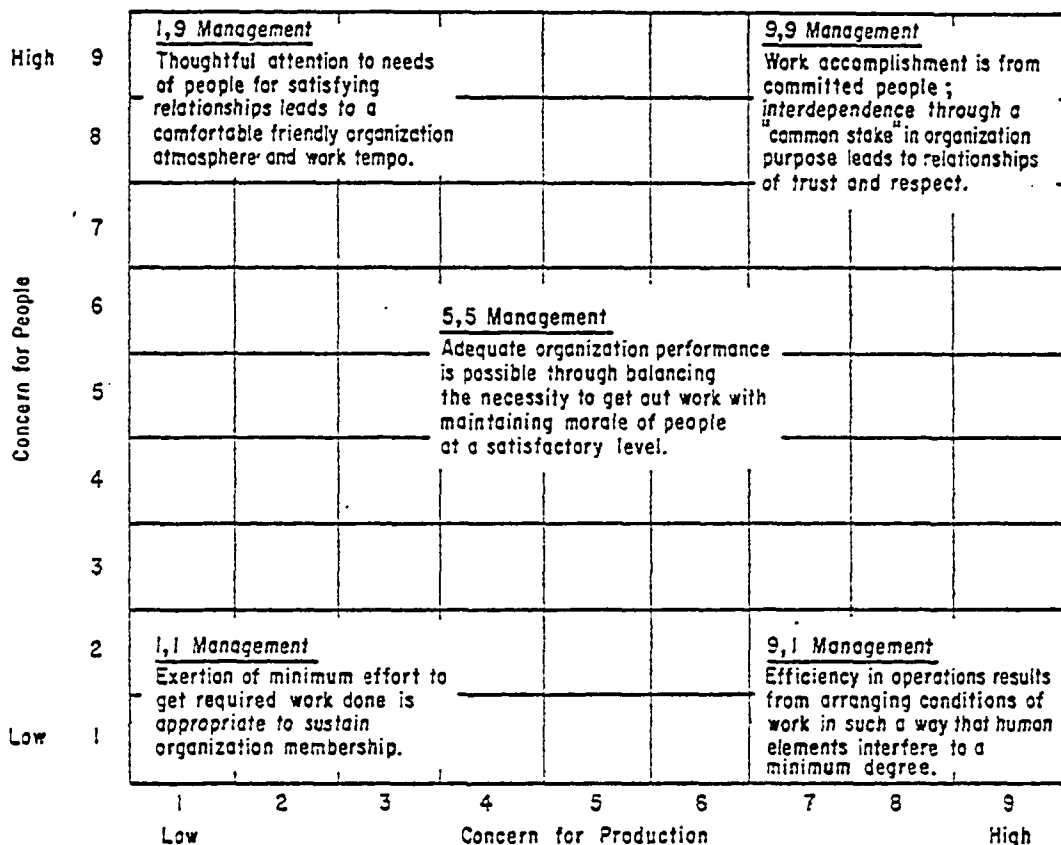 1,9 Management
Thoughtful attention to needs
of people for satisfying
relationships leads to a
comfortable friendly organization
atmosphere and work tempo.
9,9 Management
Work accomplishment is from
committed people;
interdependence through a
"common stake" in organization
purpose leads to relationships
of trust and respect.
5,5 Management
Adequate organization performance
is possible through balancing
the necessity to get out work with
maintaining morale of people
at a satisfactory level.
1,1 Management
Exertion of minimum effort to
get required work done is
appropriate to sustain
organization membership.
9,1 Management
Efficiency in operations results
from arranging conditions of
work in such a way that human
elements interfere to a
minimum degree.
Concern for People
High 9
8
7
6
5
4
3
2
Low 1
1 2 3 4 5 6 7 8 9
Low Concern for Production High